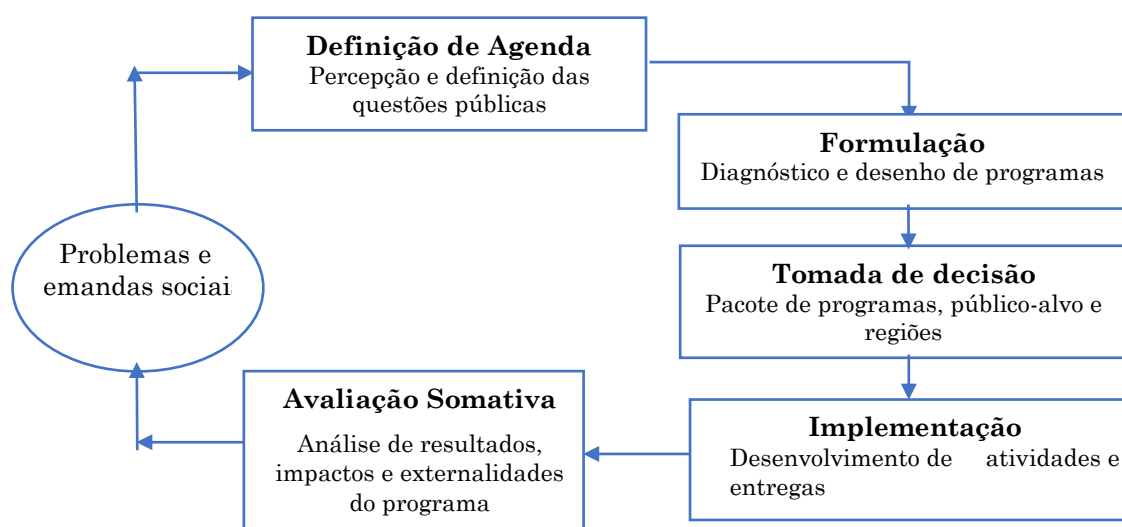 Definição de Agenda
Percepção e definição das
questões públicas
Formulação
Diagnóstico e desenho de programas
Problemas e
emandas sociai
Tomada de decisão
Pacote de programas, público-alvo e
regiões
Avaliação Somativa
Análise de resultados,
impactos e externalidades
do programa
Implementação
Desenvolvimento de atividades e
entregas